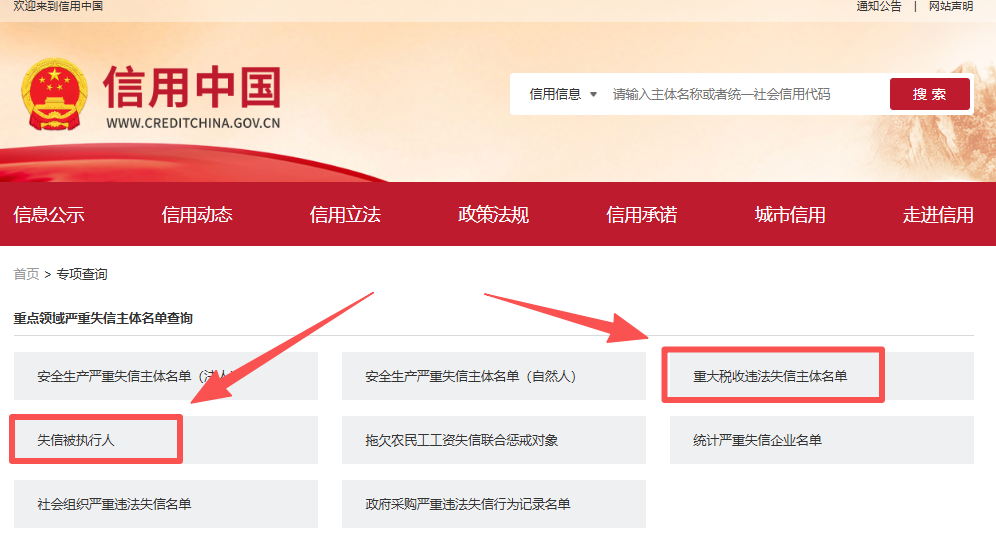 欢迎来到信用中国
通知公告 | 网站声明
信用中国
WWW.CREDITCHINA.GOV.CN
信用信息 请输入主体名称或者统一社会信用代码 搜 索
信息公示 信用动态 信用立法 政策法规 信用承诺 城市信用 走进信用
首页 > 专项查询
重点领域严重失信主体名单查询
安全生产严重失信主体名单（法人） 安全生产严重失信主体名单（自然人） 重大税收违法失信主体名单
失信被执行人 拖欠农民工工资失信联合惩戒对象 统计严重失信企业名单
社会组织严重违法失信名单 政府采购严重违法失信行为记录名单